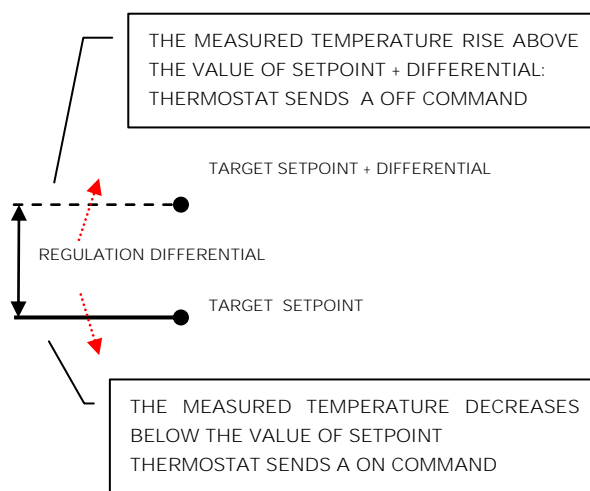 THE MEASURED TEMPERATURE RISE ABOVE
THE VALUE OF SETPOINT + DIFFERENTIAL:
THERMOSTAT SENDS A OFF COMMAND
TARGET SETPOINT + DIFFERENTIAL
REGULATION DIFFERENTIAL
TARGET SETPOINT
THE MEASURED TEMPERATURE DECREASES
BELOW THE VALUE OF SETPOINT
THERMOSTAT SENDS A ON COMMAND